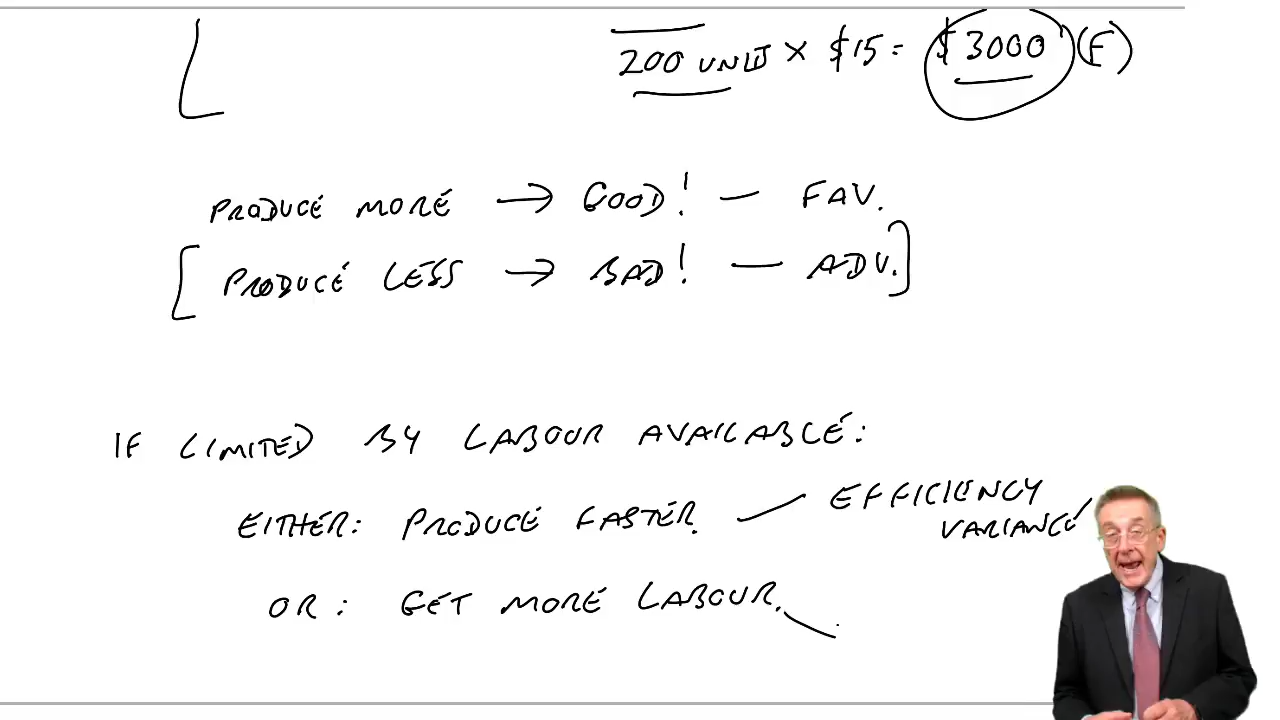 200 UNITS × $15 = $3000 (F)
PRODUCE MORE → GOOD! — FAV.
[PRODUCE LESS → BAD! — ADV.]
IF LIMITED BY LABOUR AVAILABLE:
EITHER: PRODUCE FASTER. — EFFICIENCY VARIANCE
OR: GET MORE LABOUR.